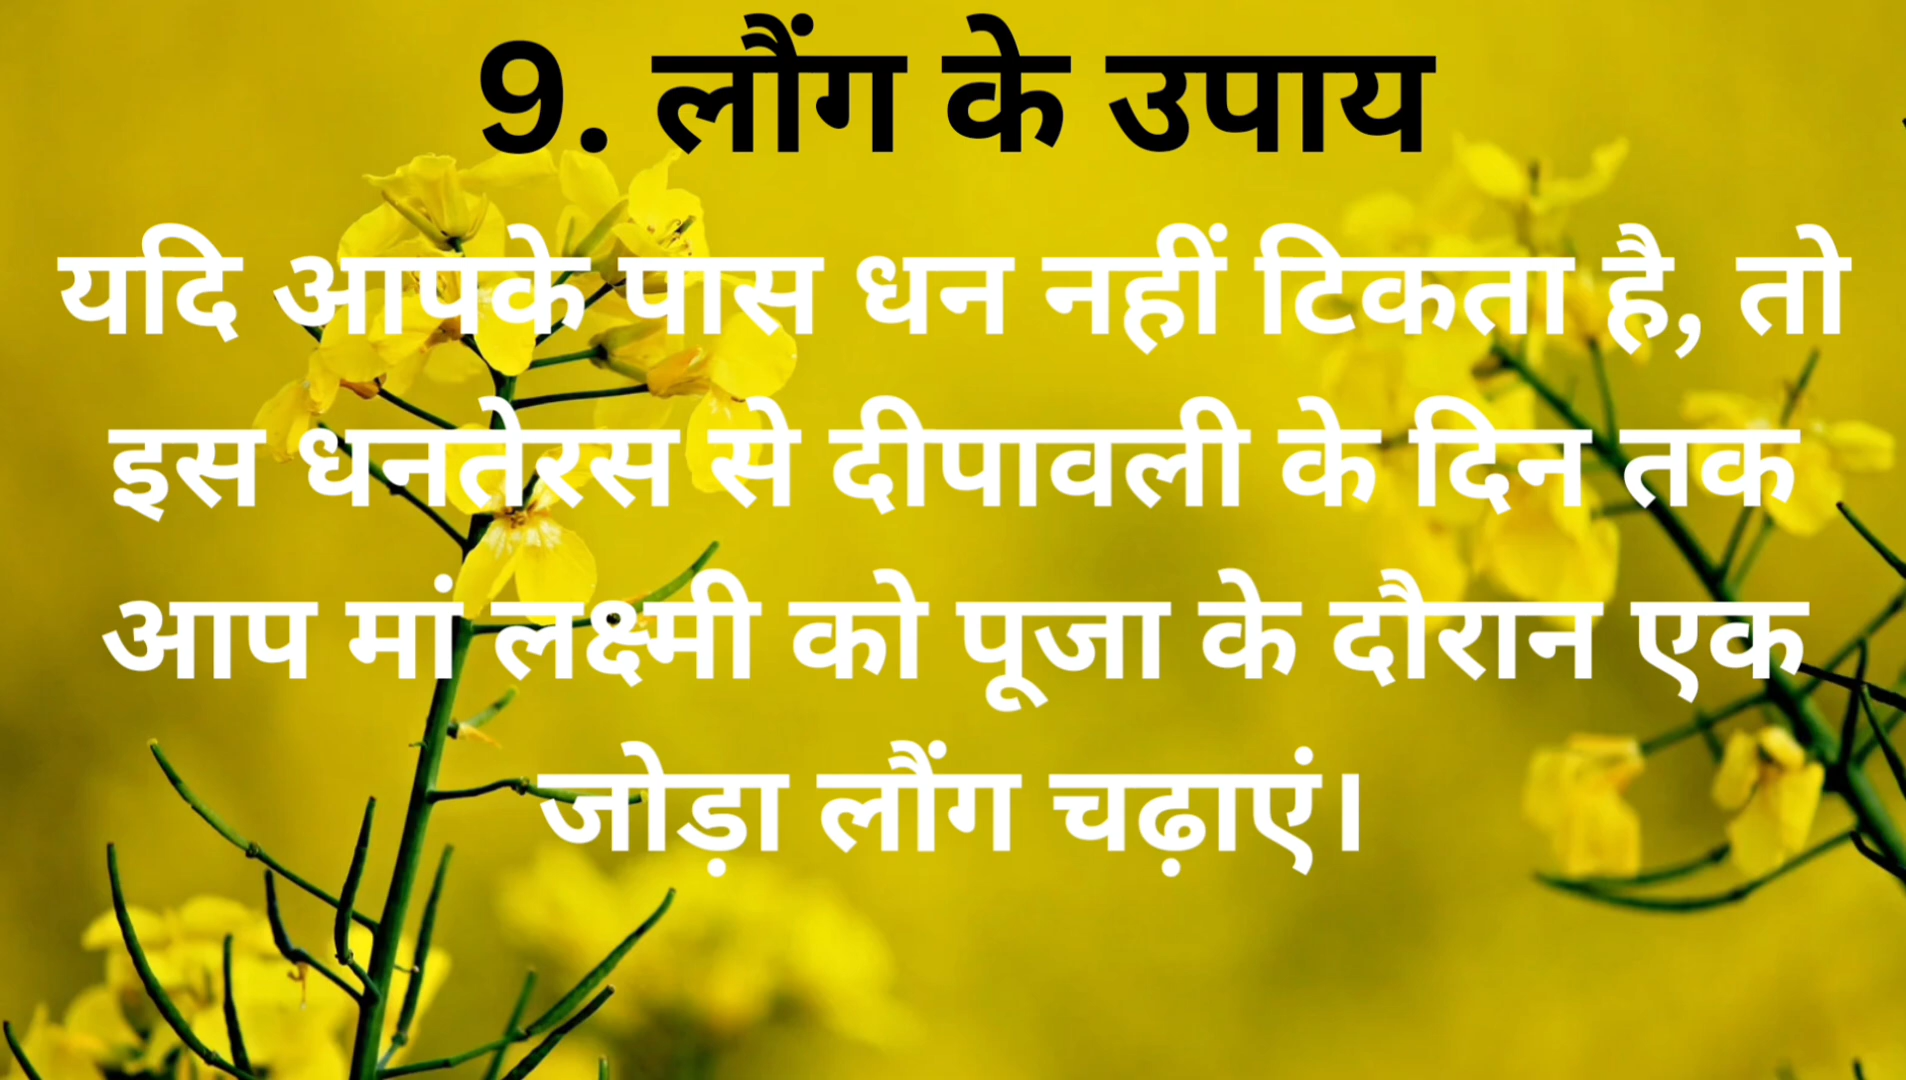 9. लौंग के उपाय
यदि आपके पास धन नहीं टिकता है, तो
इस धनतेरस से दीपावली के दिन तक
आप मां लक्ष्मी को पूजा के दौरान एक
जोड़ा लौंग चढ़ाएं।